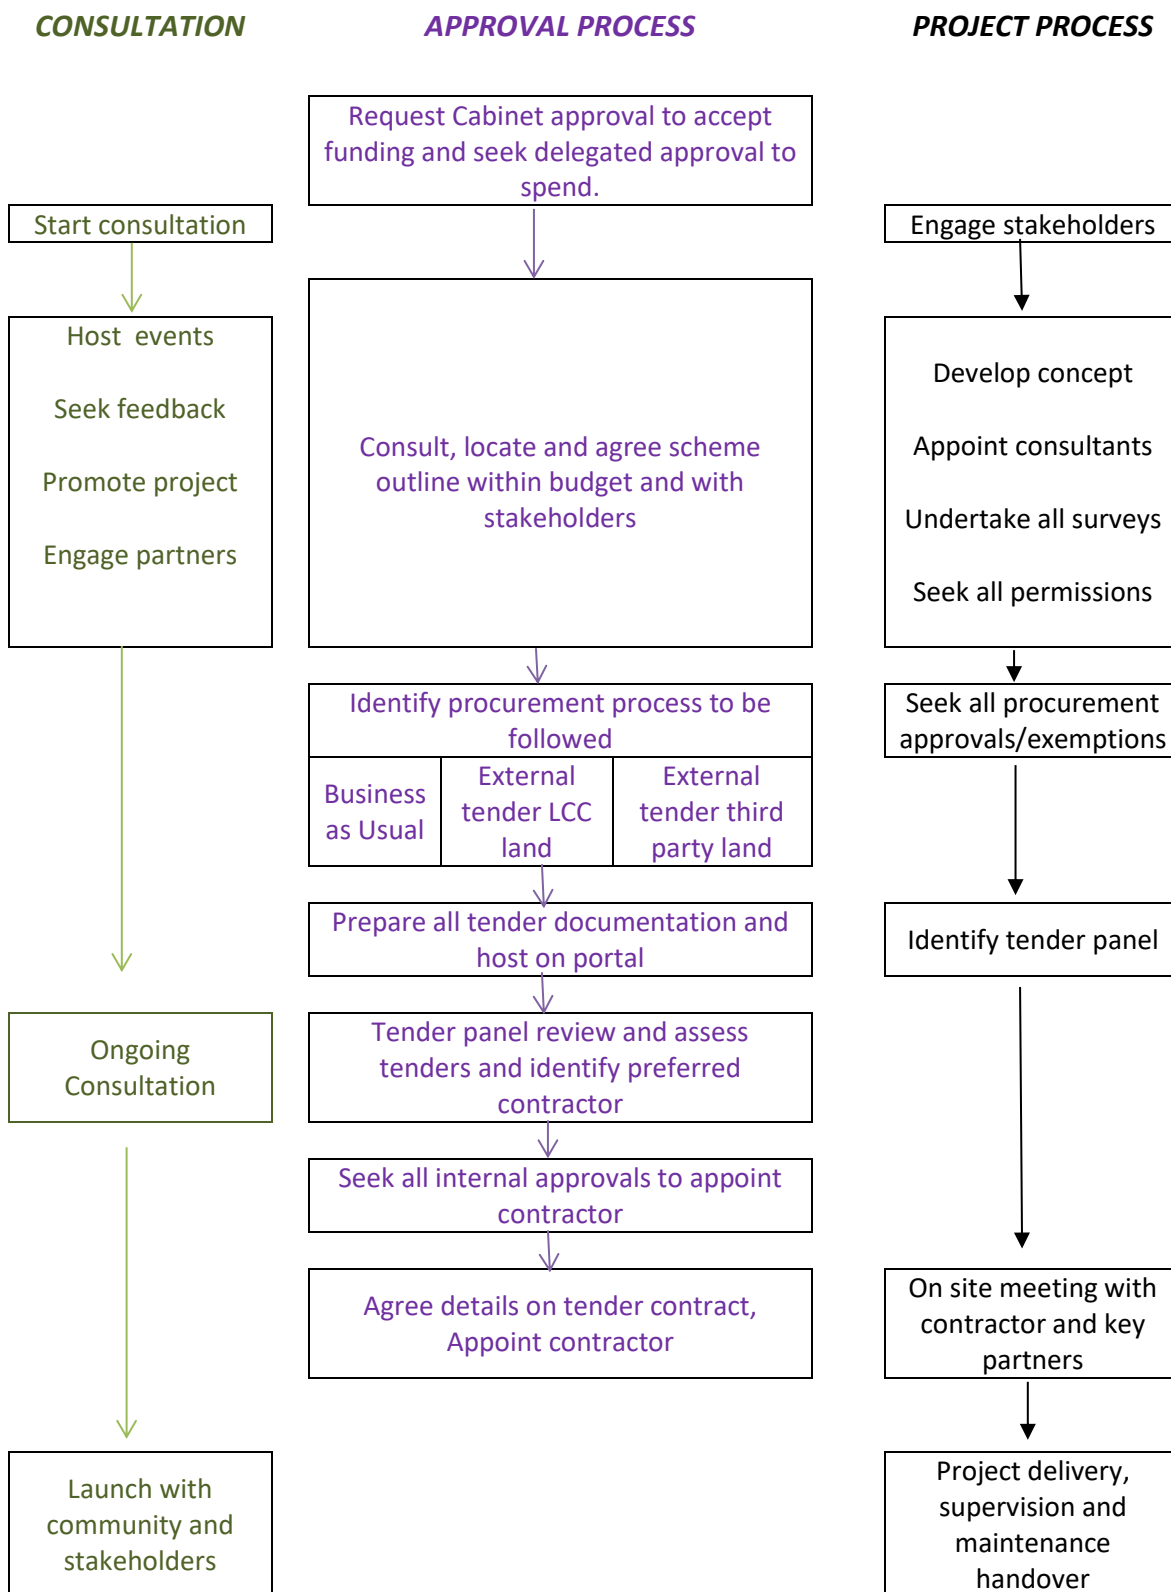 CONSULTATION
APPROVAL PROCESS
PROJECT PROCESS
Request Cabinet approval to accept
funding and seek delegated approval to
spend.
Start consultation
Engage stakeholders
Host  events
Seek feedback
Promote project
Engage partners
Consult, locate and agree scheme
outline within budget and with
stakeholders
Develop concept
Appoint consultants
Undertake all surveys
Seek all permissions
Identify procurement process to be
followed
Business
as Usual
External
tender LCC
land
External
tender third
party land
Seek all procurement
approvals/exemptions
Prepare all tender documentation and
host on portal
Identify tender panel
Ongoing
Consultation
Tender panel review and assess
tenders and identify preferred
contractor
Seek all internal approvals to appoint
contractor
Agree details on tender contract,
Appoint contractor
On site meeting with
contractor and key
partners
Launch with
community and
stakeholders
Project delivery,
supervision and
maintenance
handover